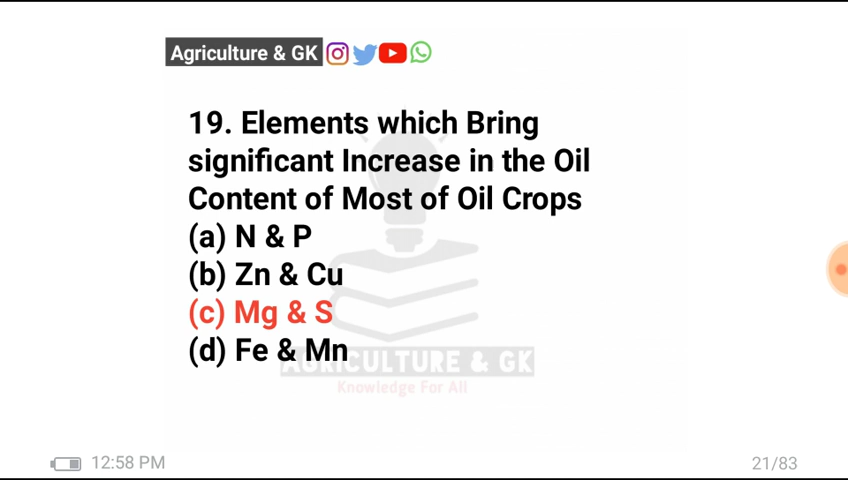 Agriculture & GK
19. Elements which Bring
significant Increase in the Oil
Content of Most of Oil Crops
(a) N & P
(b) Zn & Cu
(c) Mg & S
(d) Fe & Mn
AGRICULTURE & GK
Knowledge For All
12:58 PM
21/83